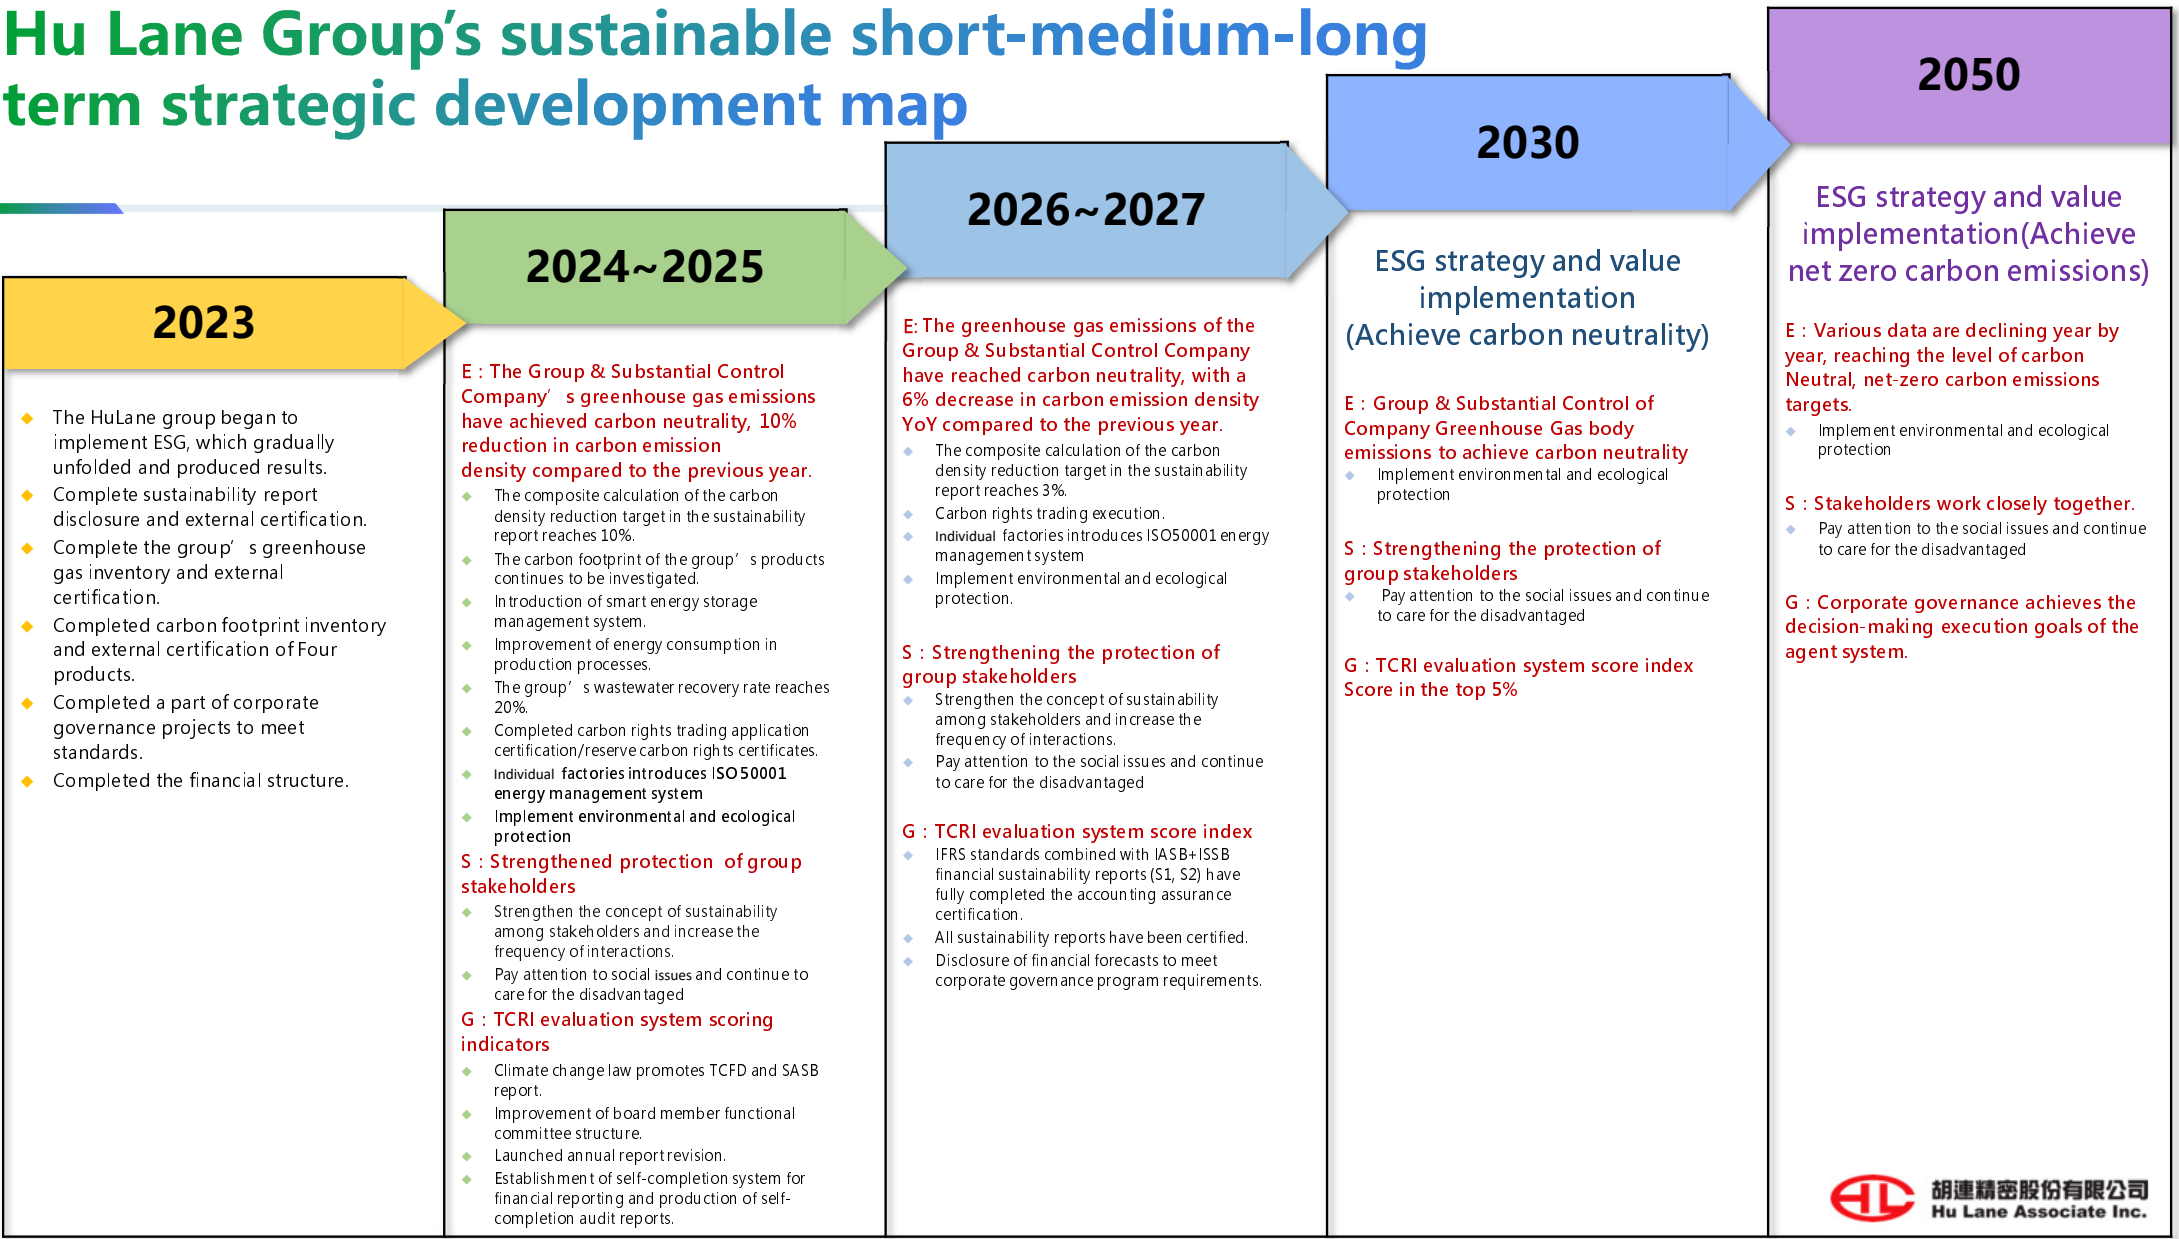 Hu Lane Group's sustainable short-medium-long
term strategic development map
2023
◆ The HuLane group began to
implement ESG, which gradually
unfolded and produced results.
◆ Complete sustainability report
disclosure and external certification.
◆ Complete the group's greenhouse
gas inventory and external
certification.
◆ Completed carbon footprint inventory
and external certification of Four
products.
◆ Completed a part of corporate
governance projects to meet
standards.
◆ Completed the financial structure.
2024~2025
E : The Group & Substantial Control
Company's greenhouse gas emissions
have achieved carbon neutrality, 10%
reduction in carbon emission
density compared to the previous year.
◆ The composite calculation of the carbon
density reduction target in the sustainability
report reaches 10%.
◆ The carbon footprint of the group's products
continues to be investigated.
◆ Introduction of smart energy storage
management system.
◆ Improvement of energy consumption in
production processes.
◆ The group's wastewater recovery rate reaches
20%.
◆ Completed carbon rights trading application
certification/reserve carbon rights certificates.
◆ Individual factories introduces ISO50001
energy management system
◆ Implement environmental and ecological
protection
S : Strengthened protection of group
stakeholders
◆ Strengthen the concept of sustainability
among stakeholders and increase the
frequency of interactions.
◆ Pay attention to social issues and continue to
care for the disadvantaged
G : TCRI evaluation system scoring
indicators
◆ Climate change law promotes TCFD and SASB
report.
◆ Improvement of board member functional
committee structure.
◆ Launched annual report revision.
◆ Establishment of self-completion system for
financial reporting and production of self-
completion audit reports.
2026~2027
E: The greenhouse gas emissions of the
Group & Substantial Control Company
have reached carbon neutrality, with a
6% decrease in carbon emission density
YoY compared to the previous year.
◆ The composite calculation of the carbon
density reduction target in the sustainability
report reaches 3%.
◆ Carbon rights trading execution.
◆ Individual factories introduces ISO50001 energy
management system
◆ Implement environmental and ecological
protection.
S : Strengthening the protection of
group stakeholders
◆ Strengthen the concept of sustainability
among stakeholders and increase the
frequency of interactions.
◆ Pay attention to the social issues and continue
to care for the disadvantaged
G : TCRI evaluation system score index
◆ IFRS standards combined with IASB+ISSB
financial sustainability reports (S1, S2) have
fully completed the accounting assurance
certification.
◆ All sustainability reports have been certified.
◆ Disclosure of financial forecasts to meet
corporate governance program requirements.
2030
ESG strategy and value
implementation
(Achieve carbon neutrality)
E : Group & Substantial Control of
Company Greenhouse Gas body
emissions to achieve carbon neutrality
◆ Implement environmental and ecological
protection
S : Strengthening the protection of
group stakeholders
◆ Pay attention to the social issues and continue
to care for the disadvantaged
G : TCRI evaluation system score index
Score in the top 5%
2050
ESG strategy and value
implementation(Achieve
net zero carbon emissions)
E : Various data are declining year by
year, reaching the level of carbon
Neutral, net-zero carbon emissions
targets.
◆ Implement environmental and ecological
protection
S : Stakeholders work closely together.
◆ Pay attention to the social issues and continue
to care for the disadvantaged
G : Corporate governance achieves the
decision-making execution goals of the
agent system.
胡連精密股份有限公司
Hu Lane Associate Inc.